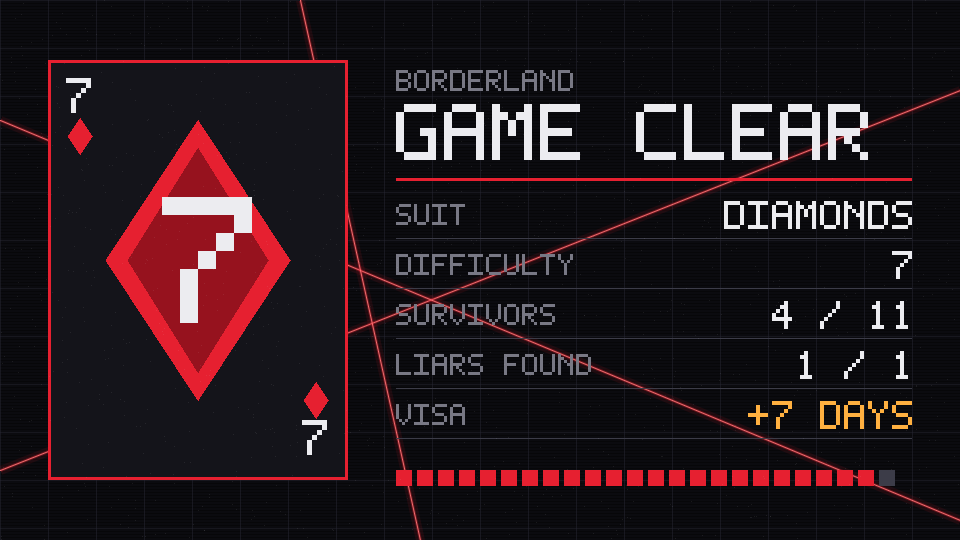 7
7
7
BORDERLAND
GAME CLEAR
SUIT DIAMONDS
DIFFICULTY 7
SURVIVORS 4 / 11
LIARS FOUND 1 / 1
VISA +7 DAYS